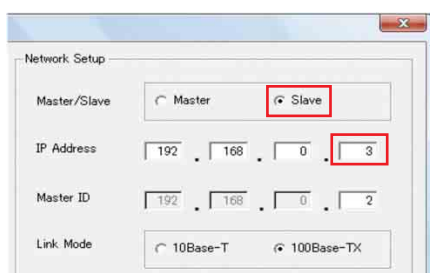 Network Setup
Master/Slave Master Slave
IP Address 192 . 168 . 0 . 3
Master ID 192 . 168 . 0 . 2
Link Mode 10Base-T 100Base-TX